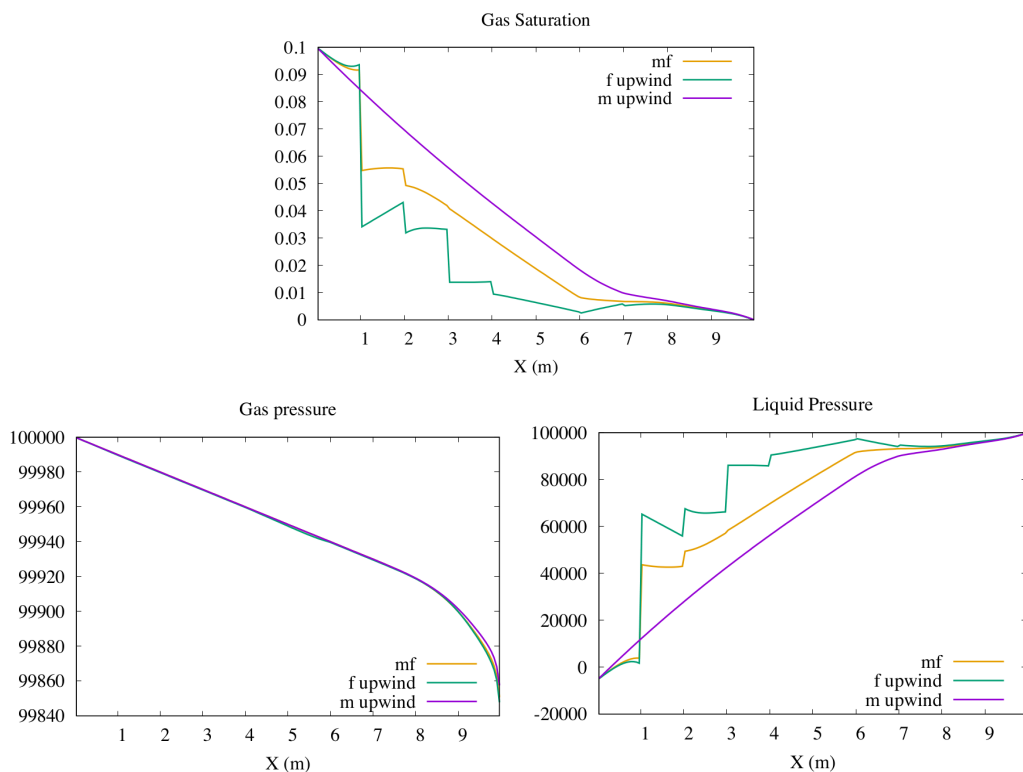 Gas Saturation
0.1
0.09
0.08
0.07
0.06
0.05
0.04
0.03
0.02
0.01
0
mf
f upwind
m upwind
1 2 3 4 5 6 7 8 9
X (m)
Gas pressure
100000
99980
99960
99940
99920
99900
99880
99860
99840
mf
f upwind
m upwind
1 2 3 4 5 6 7 8 9
X (m)
Liquid Pressure
100000
80000
60000
40000
20000
0
-20000
mf
f upwind
m upwind
1 2 3 4 5 6 7 8 9
X (m)